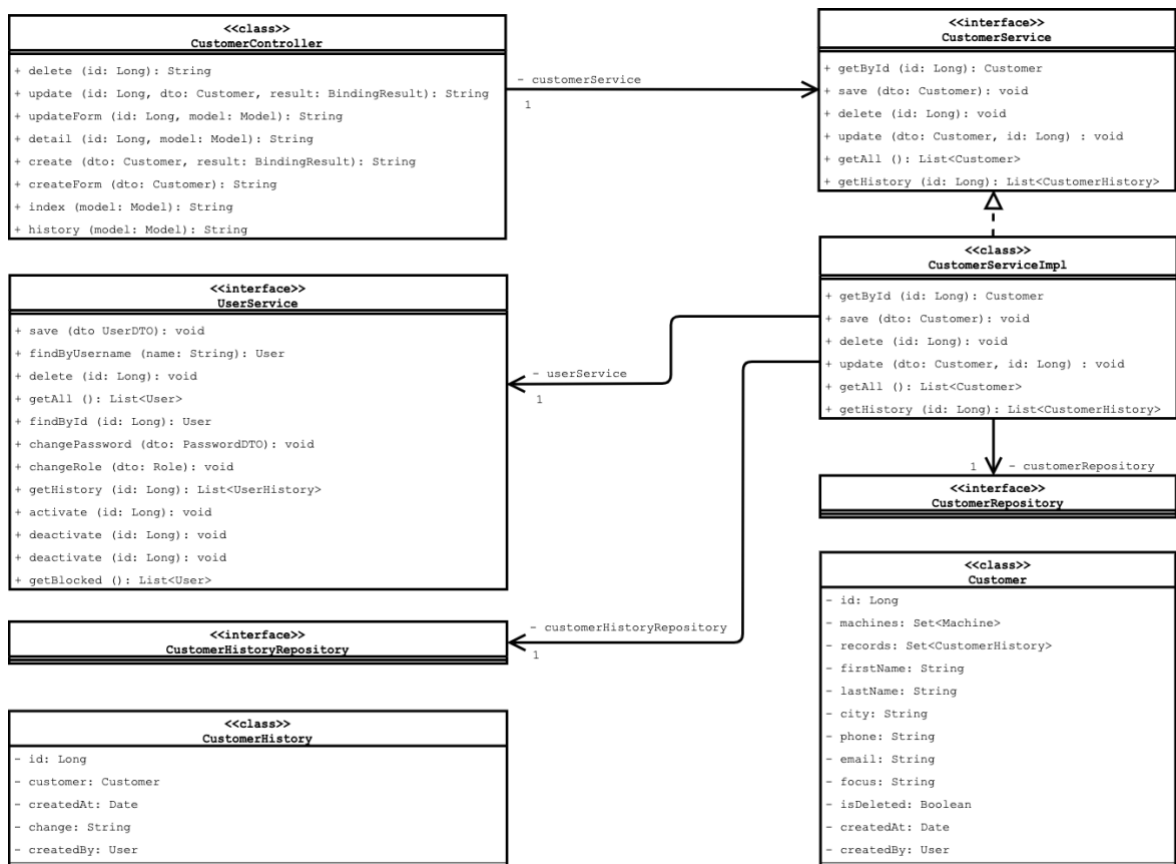 <<class>>
CustomerController
+ delete (id: Long): String
+ update (id: Long, dto: Customer, result: BindingResult): String
+ updateForm (id: Long, model: Model): String
+ detail (id: Long, model: Model): String
+ create (dto: Customer, result: BindingResult): String
+ createForm (dto: Customer): String
+ index (model: Model): String
+ history (model: Model): String
- customerService
1
<<interface>>
CustomerService
+ getById (id: Long): Customer
+ save (dto: Customer): void
+ delete (id: Long): void
+ update (dto: Customer, id: Long) : void
+ getAll (): List<Customer>
+ getHistory (id: Long): List<CustomerHistory>
<<class>>
CustomerServiceImpl
+ getById (id: Long): Customer
+ save (dto: Customer): void
+ delete (id: Long): void
+ update (dto: Customer, id: Long) : void
+ getAll (): List<Customer>
+ getHistory (id: Long): List<CustomerHistory>
<<interface>>
UserService
+ save (dto UserDTO): void
+ findByUsername (name: String): User
+ delete (id: Long): void
+ getAll (): List<User>
+ findById (id: Long): User
+ changePassword (dto: PasswordDTO): void
+ changeRole (dto: Role): void
+ getHistory (id: Long): List<UserHistory>
+ activate (id: Long): void
+ deactivate (id: Long): void
+ deactivate (id: Long): void
+ getBlocked (): List<User>
- userService
1
1 - customerRepository
<<interface>>
CustomerRepository
<<interface>>
CustomerHistoryRepository
- customerHistoryRepository
1
<<class>>
CustomerHistory
- id: Long
- customer: Customer
- createdAt: Date
- change: String
- createdBy: User
<<class>>
Customer
- id: Long
- machines: Set<Machine>
- records: Set<CustomerHistory>
- firstName: String
- lastName: String
- city: String
- phone: String
- email: String
- focus: String
- isDeleted: Boolean
- createdAt: Date
- createdBy: User